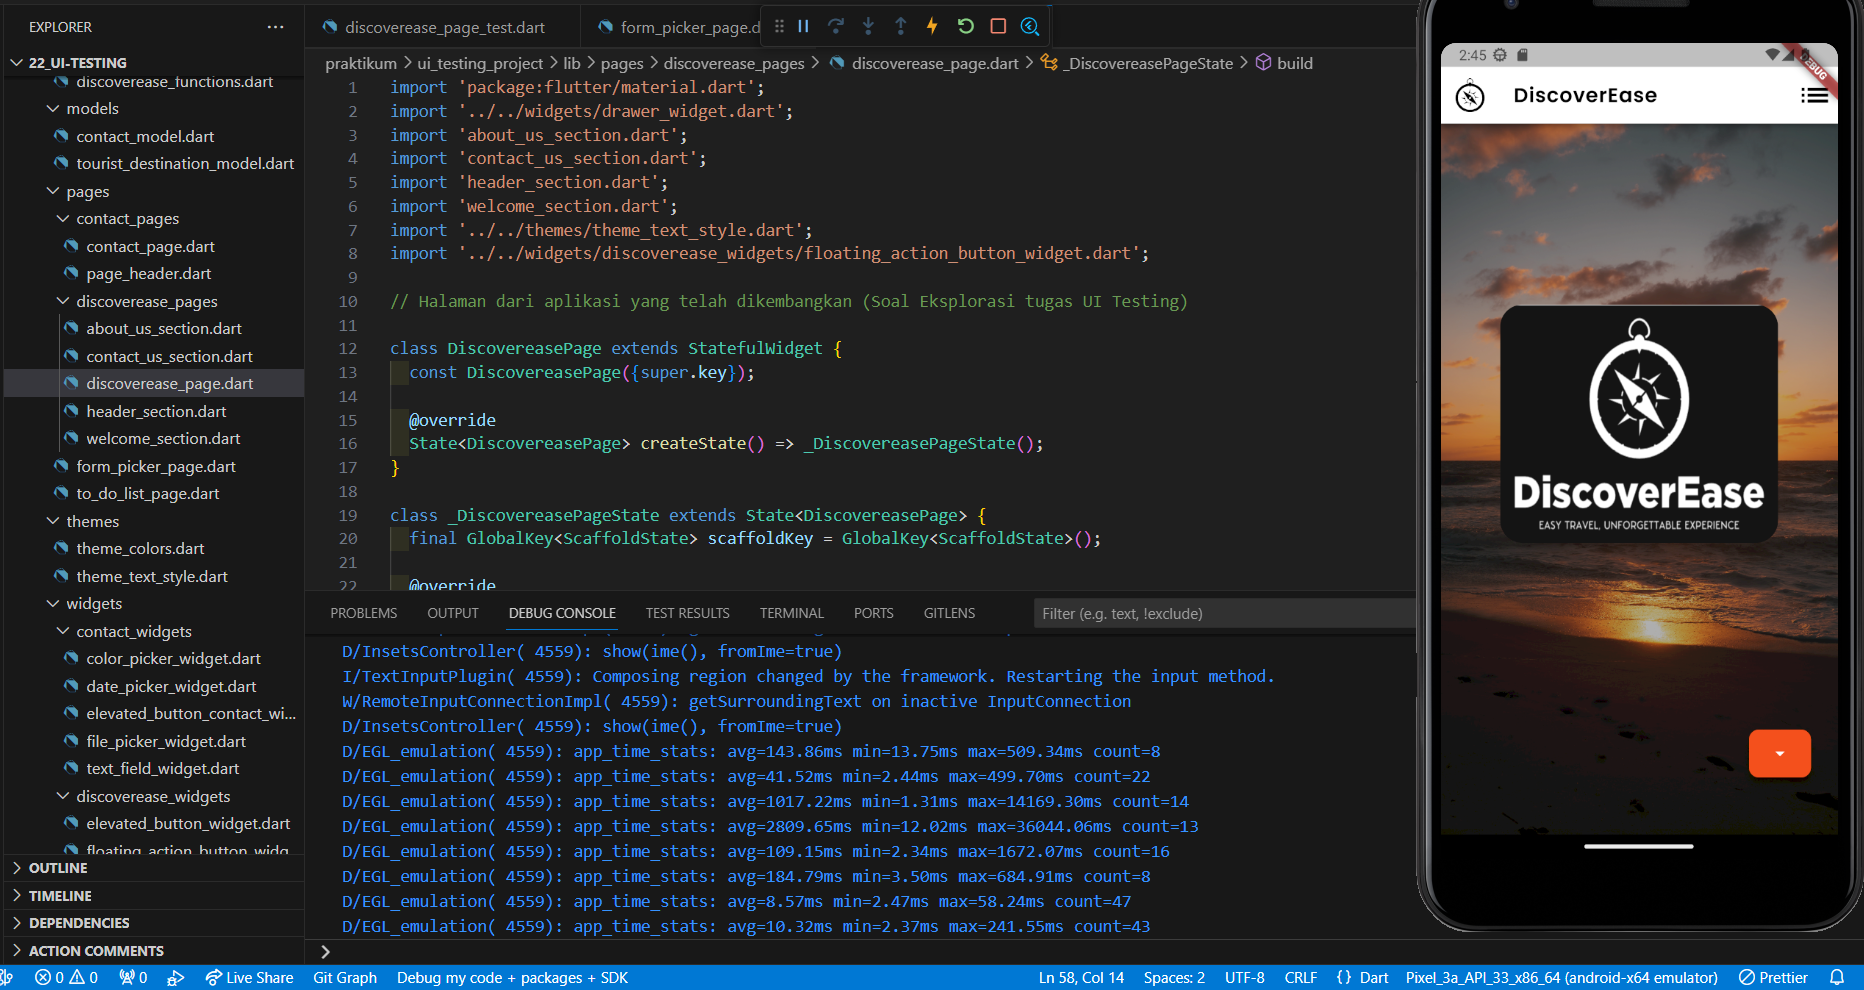 EXPLORER
22_UI-TESTING
discoverease_functions.dart
models
contact_model.dart
tourist_destination_model.dart
pages
contact_pages
contact_page.dart
page_header.dart
discoverease_pages
about_us_section.dart
contact_us_section.dart
discoverease_page.dart
header_section.dart
welcome_section.dart
form_picker_page.dart
to_do_list_page.dart
themes
theme_colors.dart
theme_text_style.dart
widgets
contact_widgets
color_picker_widget.dart
date_picker_widget.dart
elevated_button_contact_wi...
file_picker_widget.dart
text_field_widget.dart
discoverease_widgets
elevated_button_widget.dart
floating_action_button_widg
OUTLINE
TIMELINE
DEPENDENCIES
ACTION COMMENTS
discoverease_page_test.dart
form_picker_page.d
praktikum > ui_testing_project > lib > pages > discoverease_pages > discoverease_page.dart > _DiscovereasePageState > build
1 import 'package:flutter/material.dart';
2 import '../../widgets/drawer_widget.dart';
3 import 'about_us_section.dart';
4 import 'contact_us_section.dart';
5 import 'header_section.dart';
6 import 'welcome_section.dart';
7 import '../../themes/theme_text_style.dart';
8 import '../../widgets/discoverease_widgets/floating_action_button_widget.dart';
9
10 // Halaman dari aplikasi yang telah dikembangkan (Soal Eksplorasi tugas UI Testing)
11
12 class DiscovereasePage extends StatefulWidget {
13 const DiscovereasePage({super.key});
14
15 @override
16 State<DiscovereasePage> createState() => _DiscovereasePageState();
17 }
18
19 class _DiscovereasePageState extends State<DiscovereasePage> {
20 final GlobalKey<ScaffoldState> scaffoldKey = GlobalKey<ScaffoldState>();
21
22 @override
PROBLEMS OUTPUT DEBUG CONSOLE TEST RESULTS TERMINAL PORTS GITLENS Filter (e.g. text, !exclude)
D/InsetsController( 4559): show(ime(), fromIme=true)
I/TextInputPlugin( 4559): Composing region changed by the framework. Restarting the input method.
W/RemoteInputConnectionImpl( 4559): getSurroundingText on inactive InputConnection
D/InsetsController( 4559): show(ime(), fromIme=true)
D/EGL_emulation( 4559): app_time_stats: avg=143.86ms min=13.75ms max=509.34ms count=8
D/EGL_emulation( 4559): app_time_stats: avg=41.52ms min=2.44ms max=499.70ms count=22
D/EGL_emulation( 4559): app_time_stats: avg=1017.22ms min=1.31ms max=14169.30ms count=14
D/EGL_emulation( 4559): app_time_stats: avg=2809.65ms min=12.02ms max=36044.06ms count=13
D/EGL_emulation( 4559): app_time_stats: avg=109.15ms min=2.34ms max=1672.07ms count=16
D/EGL_emulation( 4559): app_time_stats: avg=184.79ms min=3.50ms max=684.91ms count=8
D/EGL_emulation( 4559): app_time_stats: avg=8.57ms min=2.47ms max=58.24ms count=47
D/EGL_emulation( 4559): app_time_stats: avg=10.32ms min=2.37ms max=241.55ms count=43
2:45
DEBUG
DiscoverEase
DiscoverEase
EASY TRAVEL, UNFORGETTABLE EXPERIENCE
0 0 0 Live Share Git Graph Debug my code + packages + SDK Ln 58, Col 14 Spaces: 2 UTF-8 CRLF {} Dart Pixel_3a_API_33_x86_64 (android-x64 emulator) Prettier